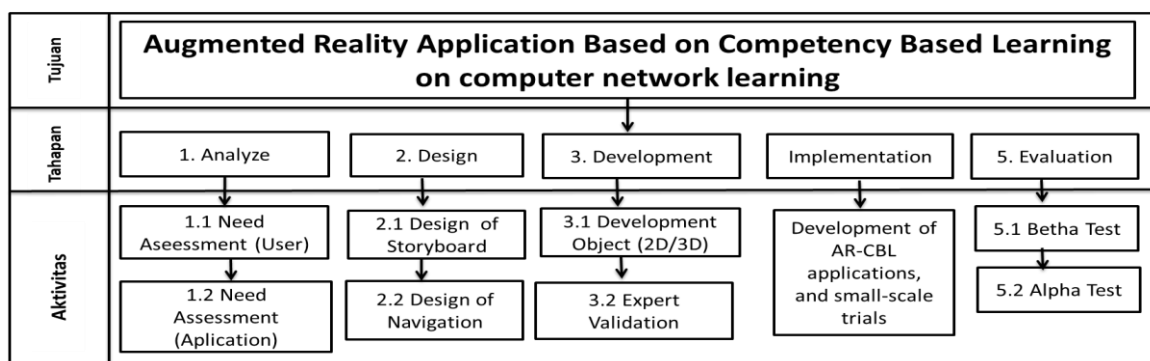 Tujuan
Augmented Reality Application Based on Competency Based Learning
on computer network learning
Tahapan
1. Analyze
2. Design
3. Development
Implementation
5. Evaluation
Aktivitas
1.1 Need
Aseessment (User)
1.2 Need
Assessment
(Aplication)
2.1 Design of
Storyboard
2.2 Design of
Navigation
3.1 Development
Object (2D/3D)
3.2 Expert
Validation
Development of
AR-CBL
applications,
and small-scale
trials
5.1 Betha Test
5.2 Alpha Test